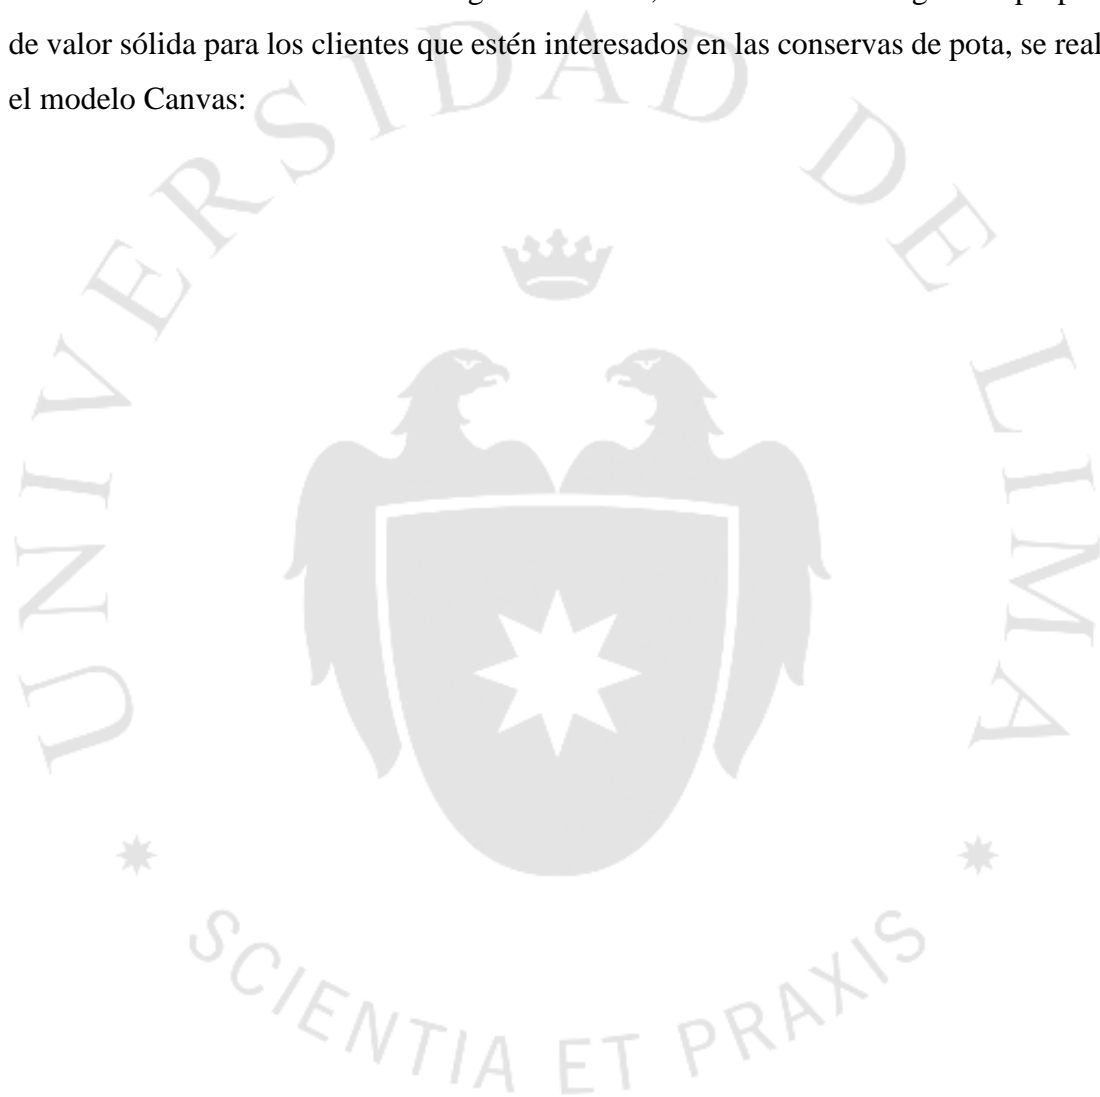 de valor sólida para los clientes que estén interesados en las conservas de pota, se real
el modelo Canvas:
UNIVERSIDAD DE LIMA
SCIENTIA ET PRAXIS